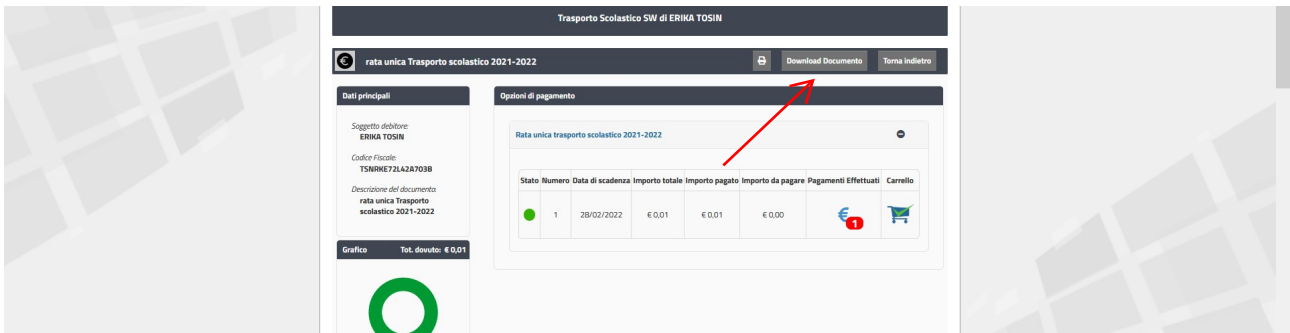 Trasporto Scolastico SW di ERIKA TOSIN
rata unica Trasporto scolastico 2021-2022
Download Documento
Torna indietro
Dati principali
Soggetto debitore:
ERIKA TOSIN
Codice Fiscale:
TSNRKE72L42A703B
Descrizione del documento:
rata unica Trasporto
scolastico 2021-2022
Grafico Tot. dovuto: € 0,01
Opzioni di pagamento
Rata unica trasporto scolastico 2021-2022
Stato Numero Data di scadenza Importo totale Importo pagato Importo da pagare Pagamenti Effettuati Carrello
1 28/02/2022 € 0,01 € 0,01 € 0,00 € 1